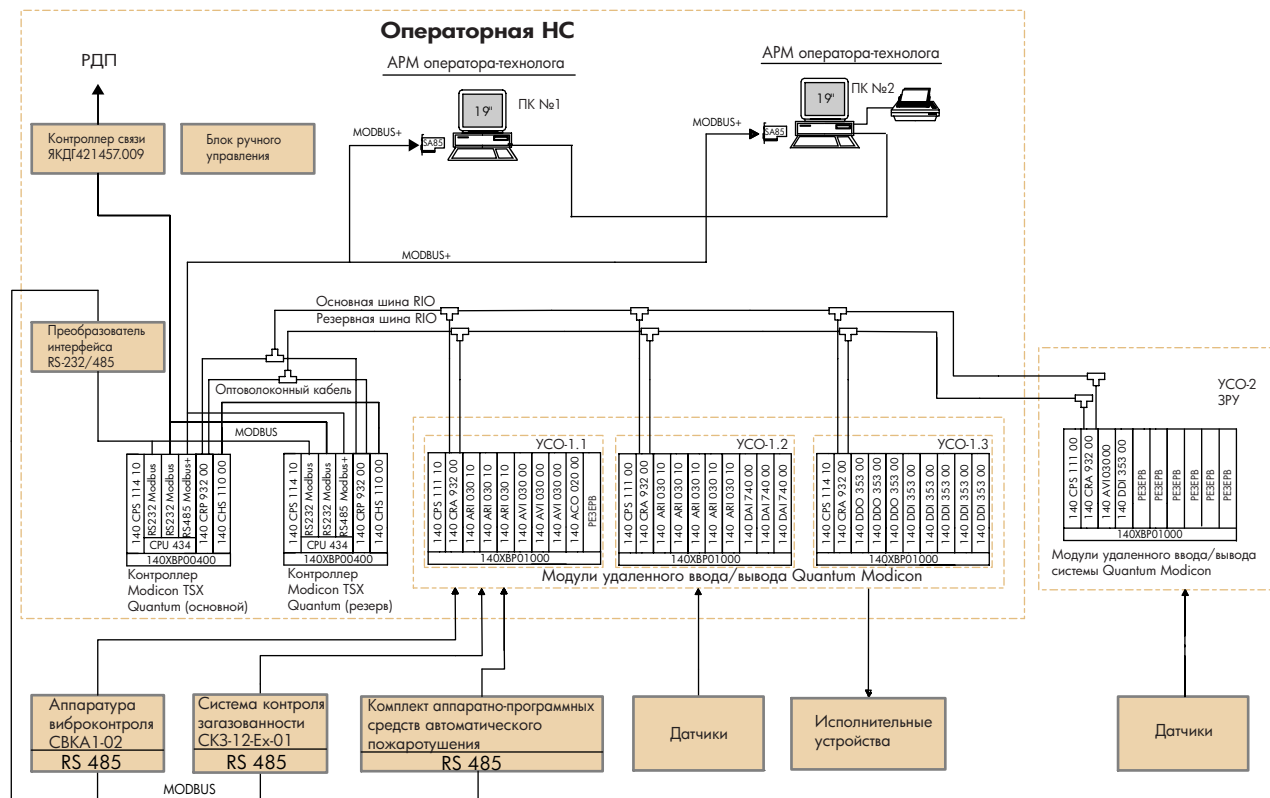 Операторная НС
РДП
АРМ оператора-технолога
АРМ оператора-технолога
19"
ПК №1
19"
ПК №2
MODBUS+
SA85
MODBUS+
SA85
Контроллер связи
ЯКДГ421457.009
Блок ручного
управления
MODBUS+
Основная шина RIO
Резервная шина RIO
Преобразователь
интерфейса
RS-232/485
Оптоволоконный кабель
MODBUS
УСО-2
ЗРУ
УСО-1.1
УСО-1.2
УСО-1.3
140 CPS 114 10
RS232 Modbus
RS232 Modbus
RS485 Modbus+
140 CRP 932 00
140 CHS 110 00
CPU 434
140XBP00400
140 CPS 114 10
RS232 Modbus
RS232 Modbus
RS485 Modbus+
140 CRP 932 00
140 CHS 110 00
CPU 434
140XBP00400
140 CPS 111 10
140 CRA 932 00
140 ARI 030 10
140 ARI 030 10
140 ARI 030 10
140 AVI 030 00
140 AVI 030 00
140 AVI 030 00
140 ACO 020 00
РЕЗЕРВ
140XBP01000
140 CPS 111 00
140 CRA 932 00
140 ARI 030 10
140 ARI 030 10
140 ARI 030 10
140 ARI 030 10
140 ARI 030 10
140 DAI 740 00
140 DAI 740 00
140 DAI 740 00
140XBP01000
140 CPS 114 10
140 CRA 932 00
140 DDO 353 00
140 DDO 353 00
140 DDO 353 00
140 DDI 353 00
140 DDI 353 00
140 DDI 353 00
140 DDI 353 00
140 DDI 353 00
140XBP01000
140 CPS 111 00
140 CRA 932 00
140 AVI 030 00
140 DDI 353 00
РЕЗЕРВ
РЕЗЕРВ
РЕЗЕРВ
РЕЗЕРВ
РЕЗЕРВ
РЕЗЕРВ
140XBP01000
Контроллер
Modicon TSX
Quantum (основной)
Контроллер
Modicon TSX
Quantum (резерв)
Модули удаленного ввода/вывода Quantum Modicon
Модули удаленного ввода/вывода
системы Quantum Modicon
Аппаратура
виброконтроля
СВКА1-02
RS 485
Система контроля
загазованности
СКЗ-12-Ех-01
RS 485
Комплект аппаратно-программных
средств автоматического
пожаротушения
RS 485
Датчики
Исполнительные
устройства
Датчики
MODBUS